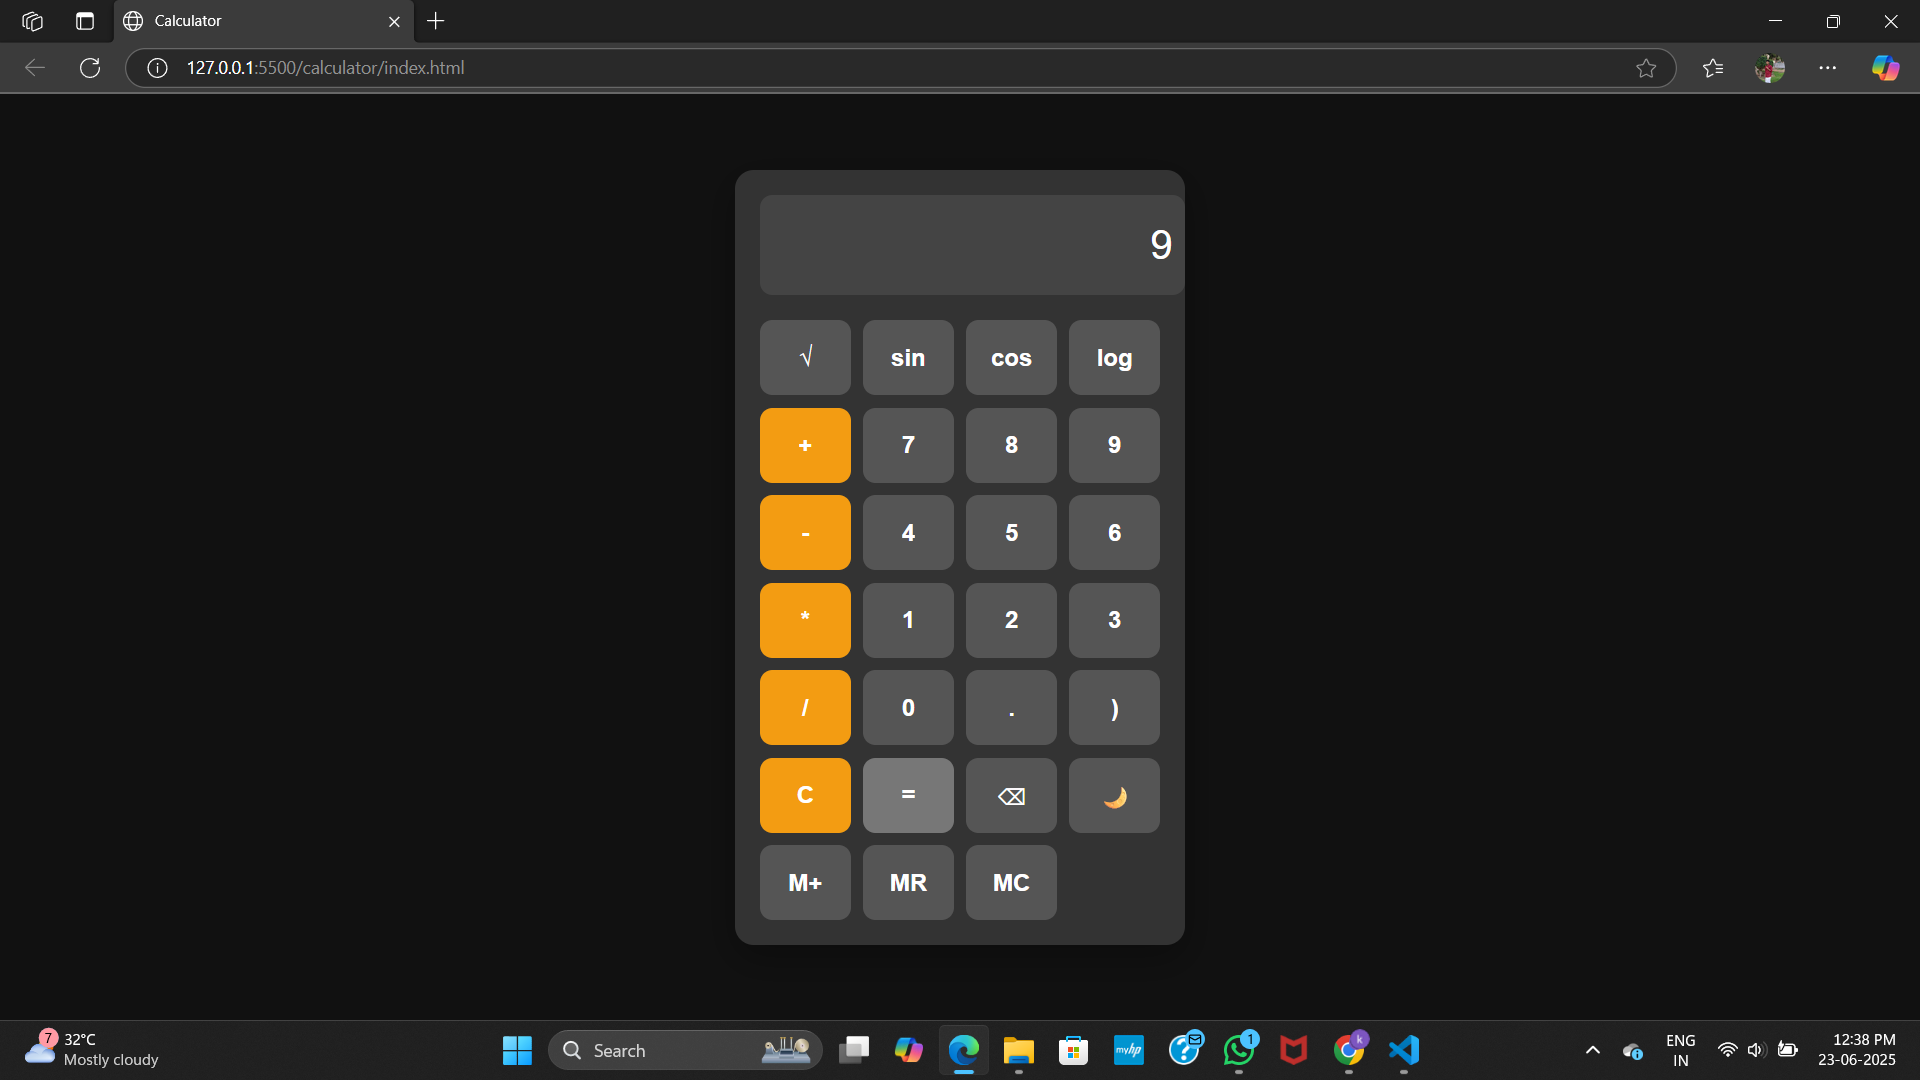 Calculator
127.0.0.1:5500/calculator/index.html
9
√ sin cos log
+ 7 8 9
- 4 5 6
* 1 2 3
/ 0 . )
C = ⌫ 🌙
M+ MR MC
7
32°C
Mostly cloudy
Search
myhp
1
k
ENG
IN
12:38 PM
23-06-2025